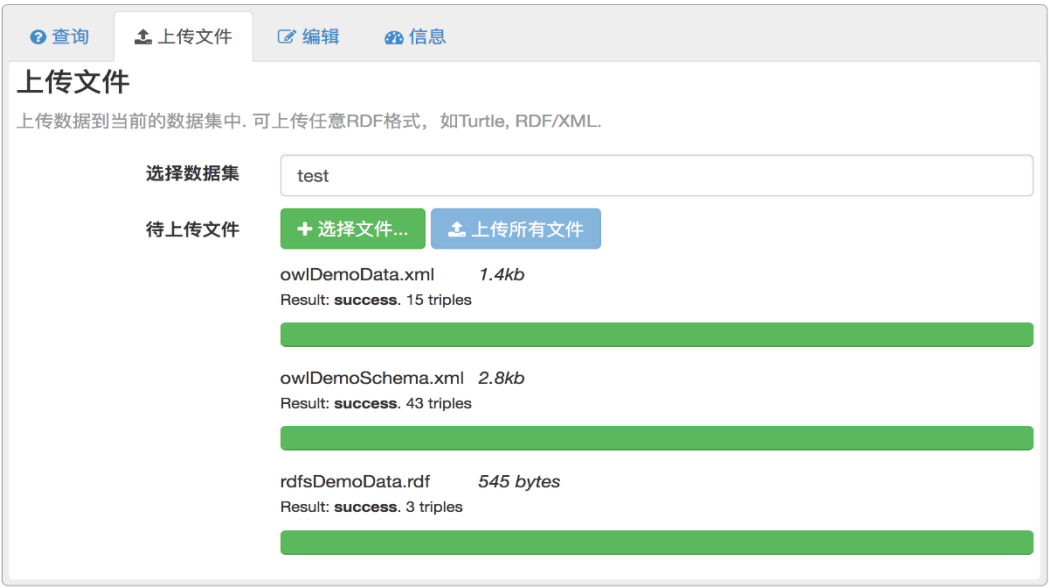 查询 上传文件 编辑 信息
上传文件
上传数据到当前的数据集中. 可上传任意RDF格式，如Turtle, RDF/XML.
选择数据集 test
待上传文件 选择文件... 上传所有文件
owlDemoData.xml 1.4kb
Result: success. 15 triples
owlDemoSchema.xml 2.8kb
Result: success. 43 triples
rdfsDemoData.rdf 545 bytes
Result: success. 3 triples